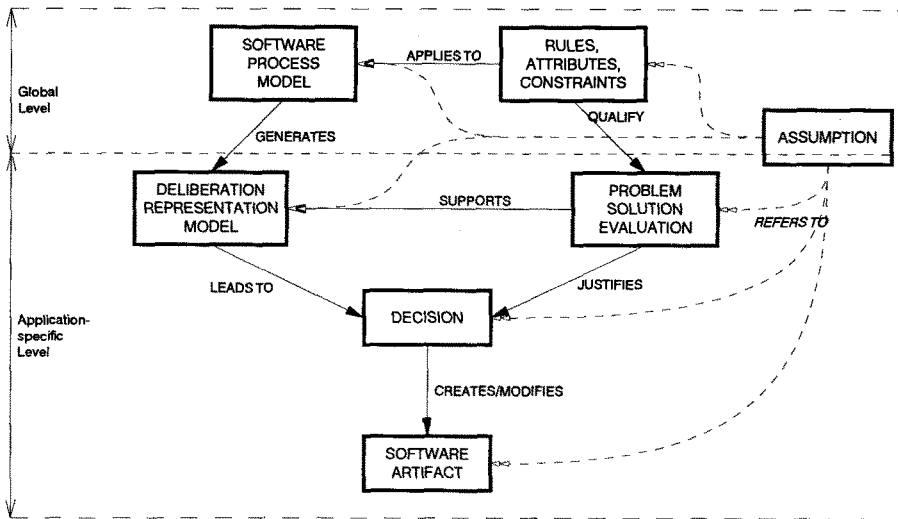 SOFTWARE
PROCESS
MODEL
APPLIES TO
RULES,
ATTRIBUTES,
CONSTRAINTS
Global
Level
GENERATES
QUALIFY
ASSUMPTION
DELIBERATION
REPRESENTATION
MODEL
SUPPORTS
PROBLEM
SOLUTION
EVALUATION
REFERS TO
LEADS TO
JUSTIFIES
Application-
specific
Level
DECISION
CREATES/MODIFIES
SOFTWARE
ARTIFACT